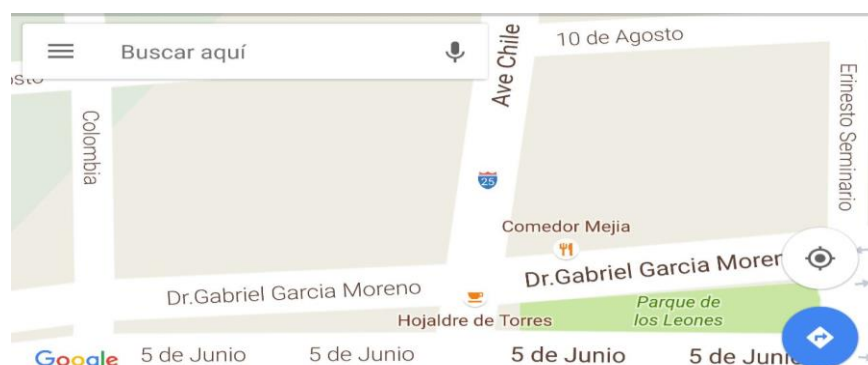 Buscar aquí
10 de Agosto
Ave Chile
osto
Colombia
Erinesto Seminario
25
Comedor Mejia
Dr.Gabriel Garcia Moren
Dr.Gabriel Garcia Moreno
Parque de
los Leones
Hojaldre de Torres
Google
5 de Junio
5 de Junio
5 de Junio
5 de Junio